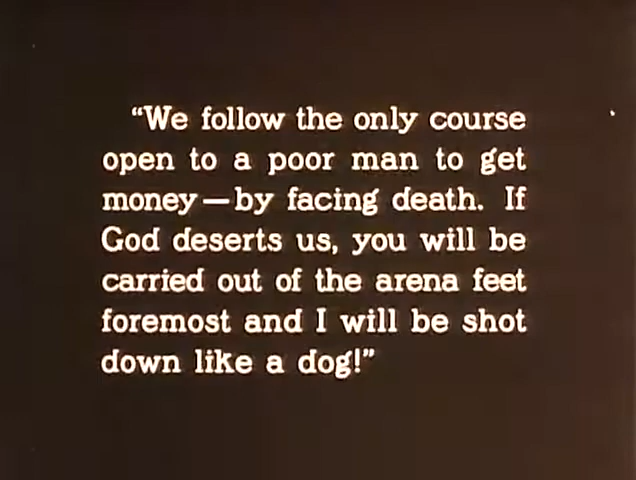 “We follow the only course
open to a poor man to get
money—by facing death. If
God deserts us, you will be
carried out of the arena feet
foremost and I will be shot
down like a dog!”